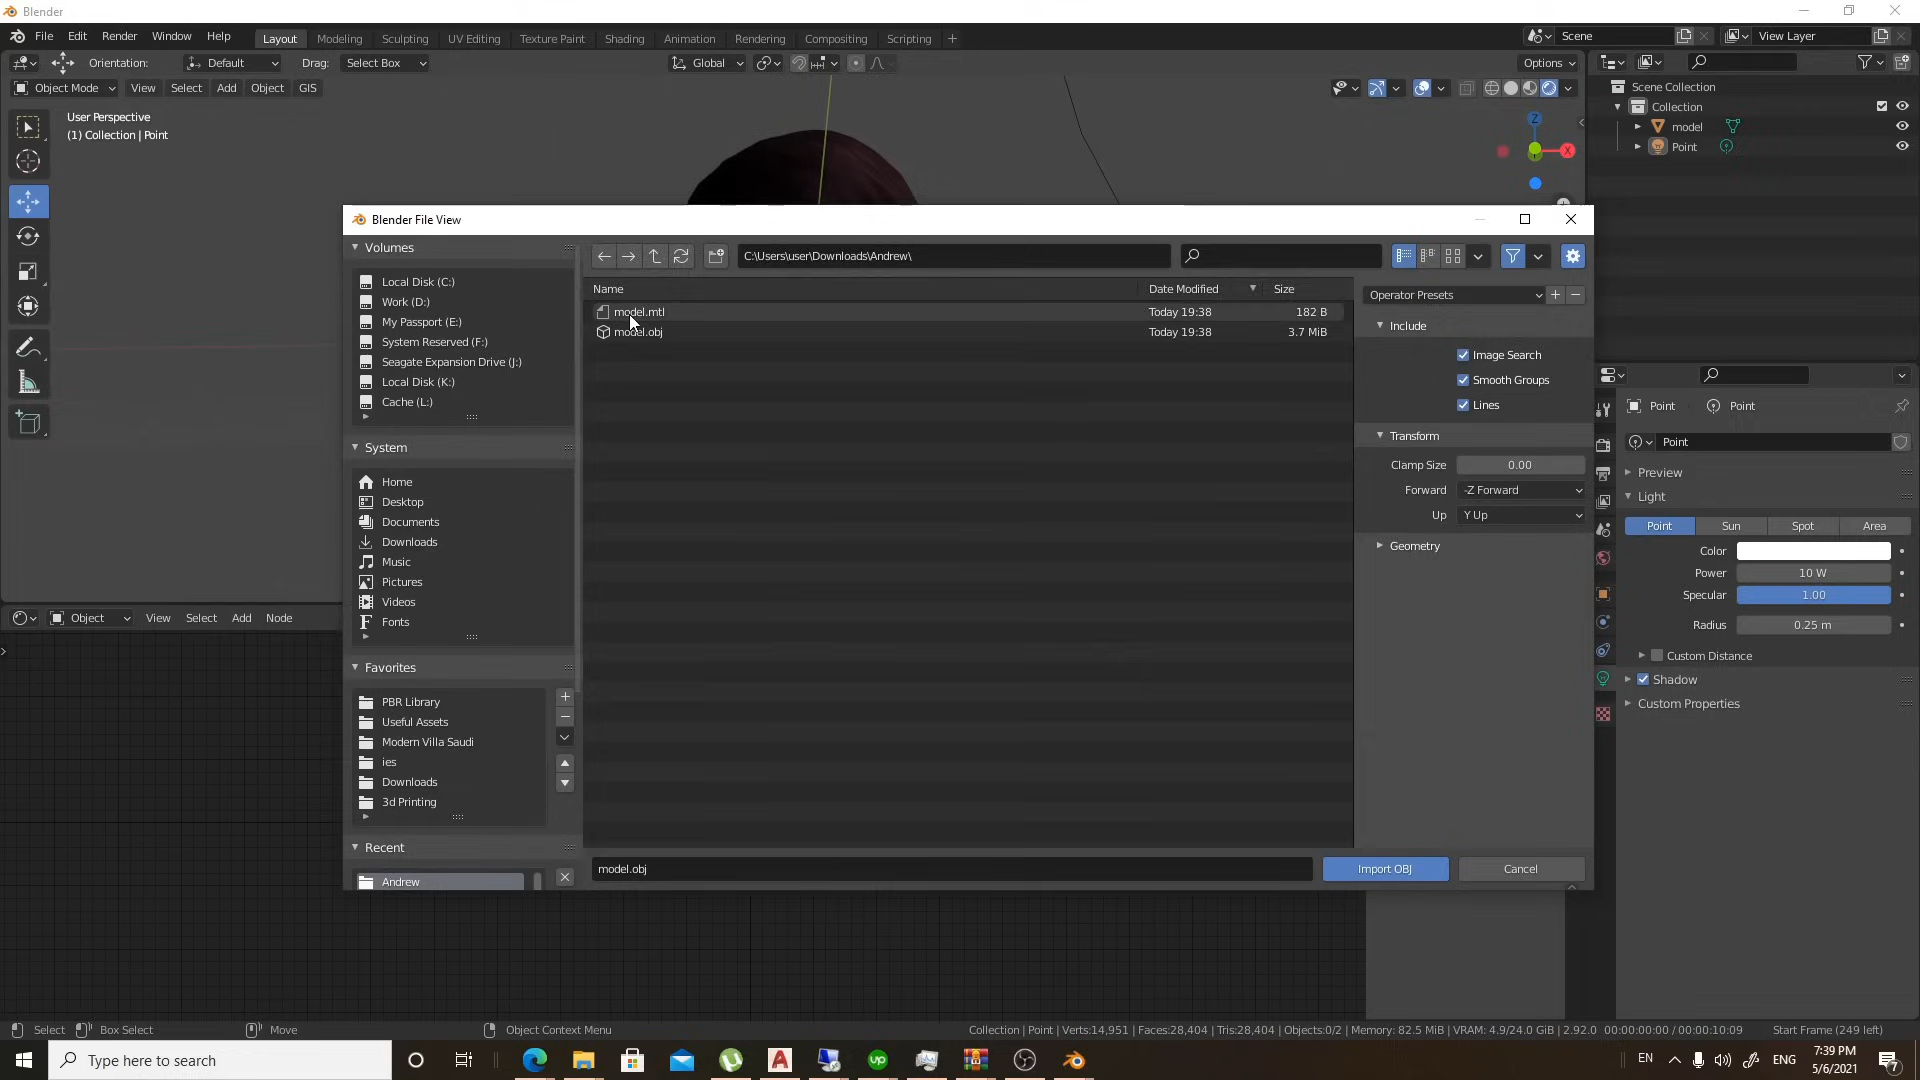 Blender
File Edit Render Window Help Layout Modeling Sculpting UV Editing Texture Paint Shading Animation Rendering Compositing Scripting + Scene View Layer
Orientation: Default Drag: Select Box Global Options
Object Mode View Select Add Object GIS
User Perspective
(1) Collection | Point
Z
X
Scene Collection
Collection
model
Point
Blender File View
Volumes
Local Disk (C:)
Work (D:)
My Passport (E:)
System Reserved (F:)
Seagate Expansion Drive (J:)
Local Disk (K:)
Cache (L:)
System
Home
Desktop
Documents
Downloads
Music
Pictures
Videos
Fonts
Favorites
PBR Library
Useful Assets
Modern Villa Saudi
ies
Downloads
3d Printing
Recent
Andrew
C:\Users\user\Downloads\Andrew\
Name Date Modified Size
model.mtl Today 19:38 182 B
model.obj Today 19:38 3.7 MiB
model.obj
Import OBJ Cancel
Operator Presets
Include
Image Search
Smooth Groups
Lines
Transform
Clamp Size 0.00
Forward -Z Forward
Up Y Up
Geometry
Point Point
Point
Preview
Light
Point Sun Spot Area
Color
Power 10 W
Specular 1.00
Radius 0.25 m
Custom Distance
Shadow
Custom Properties
Object View Select Add Node
Select Box Select Move Object Context Menu
Collection | Point | Verts:14,951 | Faces:28,404 | Tris:28,404 | Objects:0/2 | Memory: 82.5 MiB | VRAM: 4.9/24.0 GiB | 2.92.0 00:00:00:00 / 00:00:10:09 Start Frame (249 left)
Type here to search
EN ENG
7:39 PM
5/6/2021
7